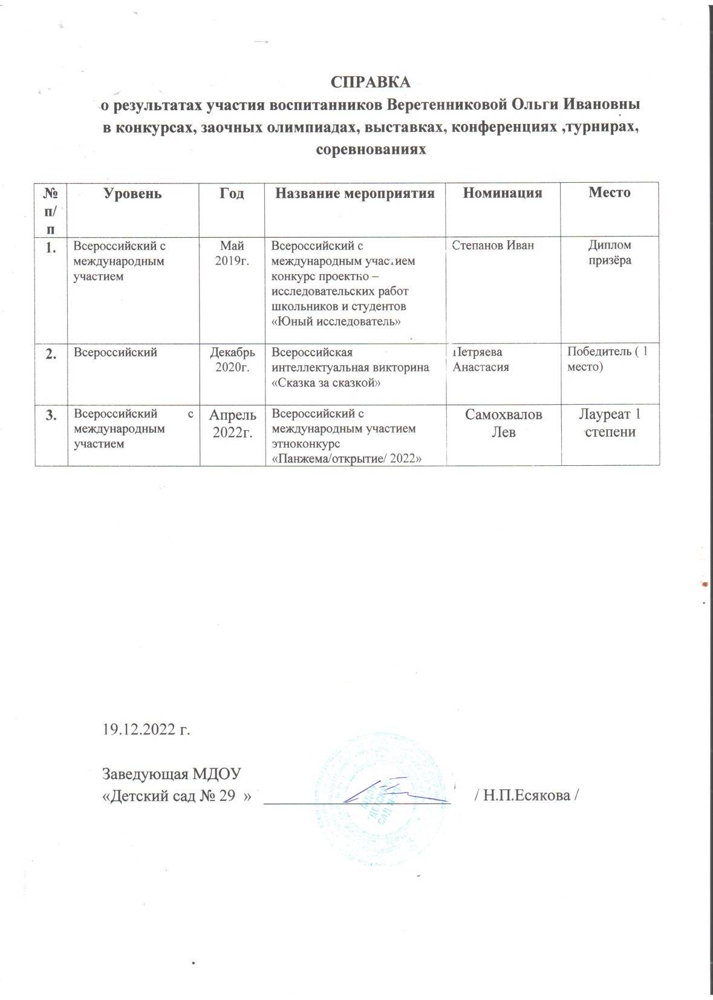 СПРАВКА
о результатах участия воспитанников Веретенниковой Ольги Ивановны
в конкурсах, заочных олимпиадах, выставках, конференциях ,турнирах,
соревнованиях
№ п/ п
Уровень
Год
Название мероприятия
Номинация
Место
1.
Всероссийский с
международным
участием
Май
2019г.
Всероссийский с
международным участием
конкурс проектно –
исследовательских работ
школьников и студентов
«Юный исследователь»
Степанов Иван
Диплом
призёра
2.
Всероссийский
Декабрь
2020г.
Всероссийская
интеллектуальная викторина
«Сказка за сказкой»
Петряева
Анастасия
Победитель ( 1
место)
3.
Всероссийский с
международным
участием
Апрель
2022г.
Всероссийский с
международным участием
этноконкурс
«Панжема/открытие/ 2022»
Самохвалов
Лев
Лауреат 1
степени
19.12.2022 г.
Заведующая МДОУ
«Детский сад № 29 » / Н.П.Есякова /
МДОУ
"ДЕТСКИЙ
САД №29"